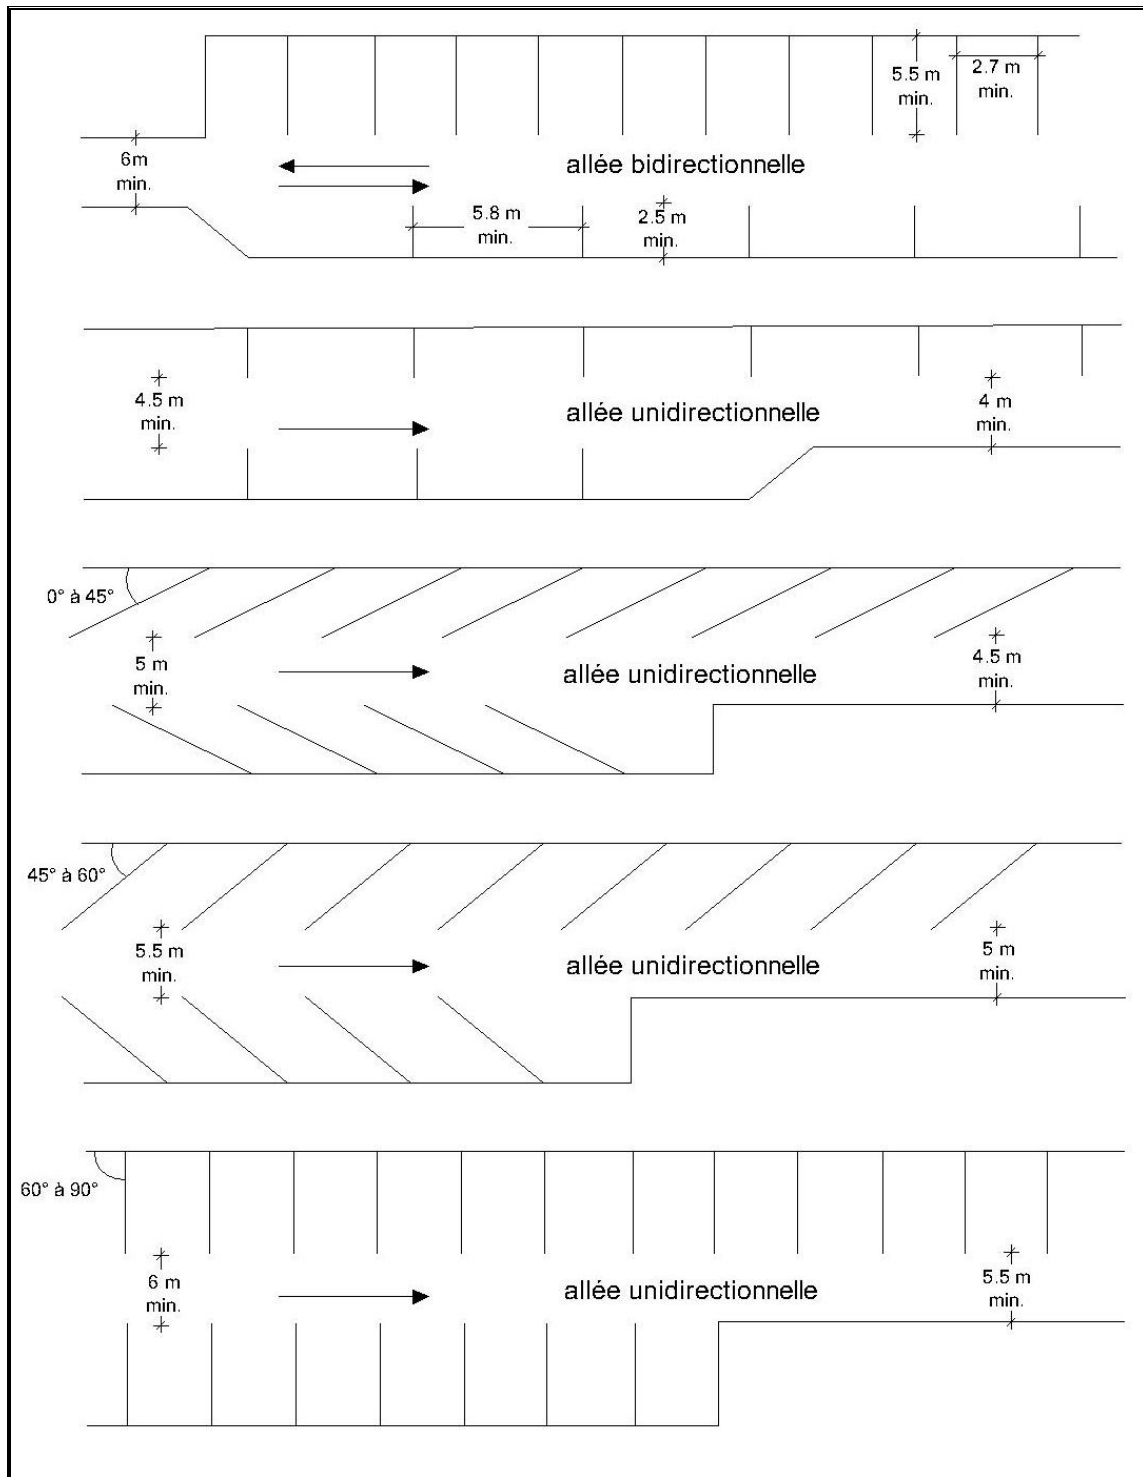 5.5 m
min.
2.7 m
min.
6m
min.
allée bidirectionnelle
5.8 m
min.
2.5 m
min.
4.5 m
min.
allée unidirectionnelle
4 m
min.
0° à 45°
5 m
min.
allée unidirectionnelle
4.5 m
min.
45° à 60°
5.5 m
min.
allée unidirectionnelle
5 m
min.
60° à 90°
6 m
min.
allée unidirectionnelle
5.5 m
min.